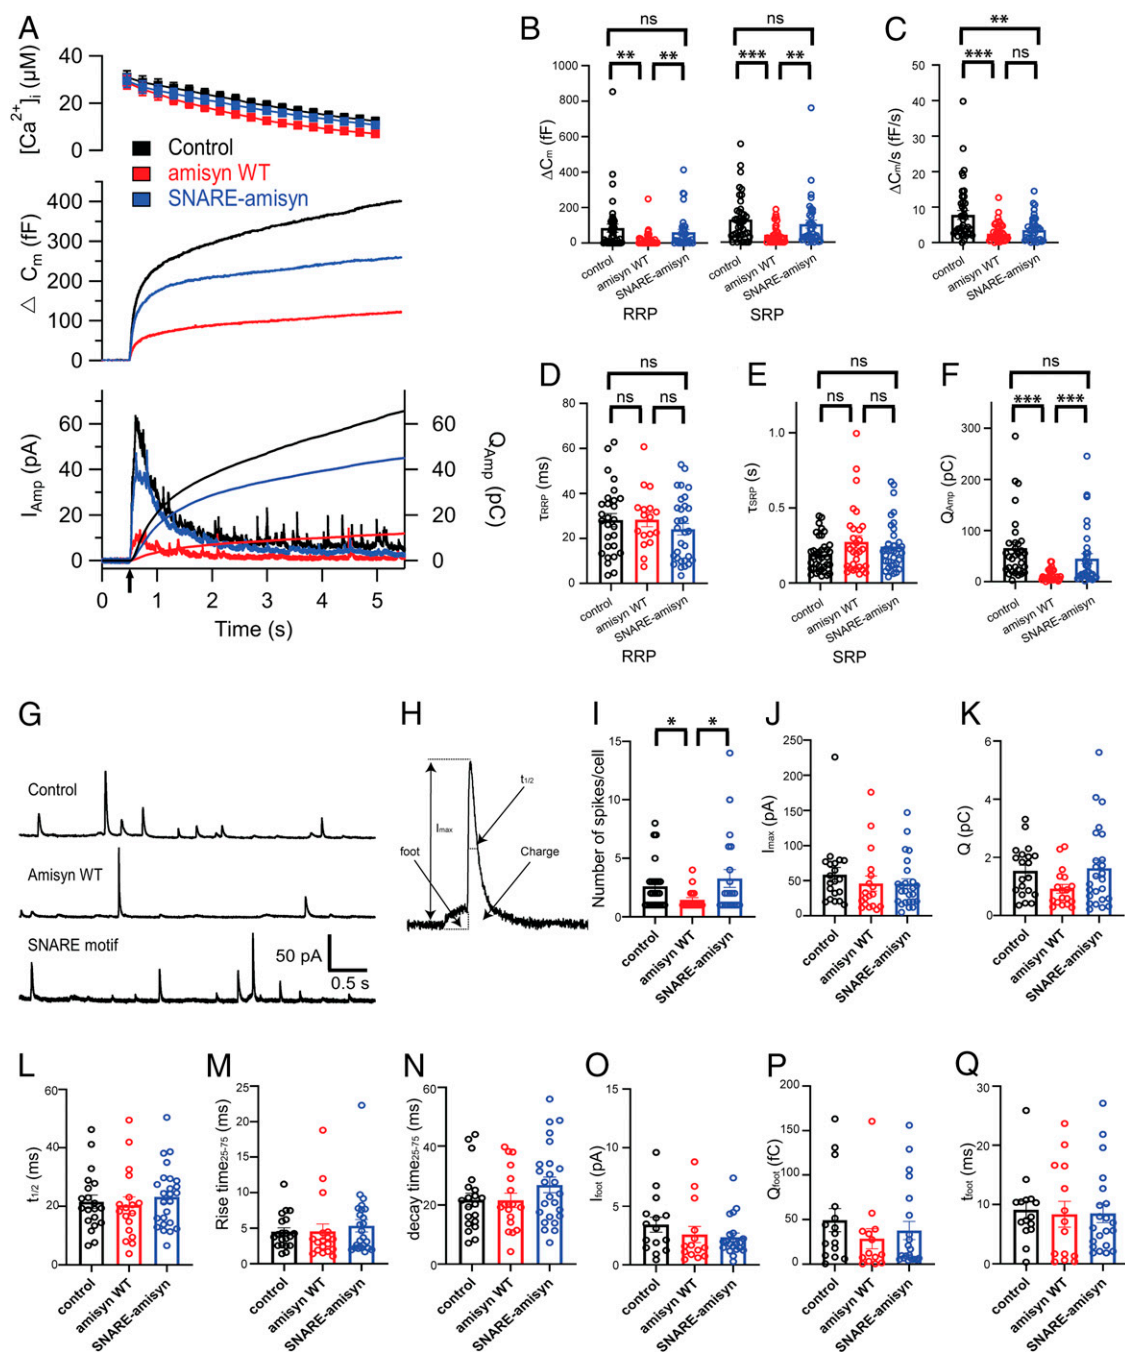 A
[Ca2+]i (µM)
40
20
0
Control
amisyn WT
SNARE-amisyn
△ Cm (fF)
400
300
200
100
0
IAmp (pA)
60
40
20
0
QAmp (pC)
60
40
20
0
0 1 2 3 4 5
Time (s)
B
ns
** **
ns
*** **
ΔCm (fF)
1000
800
600
400
200
0
control amisyn WT SNARE-amisyn
RRP
control amisyn WT SNARE-amisyn
SRP
C
**
*** ns
ΔCm/s (fF/s)
50
40
30
20
10
0
control amisyn WT SNARE-amisyn
D
ns
ns ns
τRRP (ms)
80
60
40
20
0
control amisyn WT SNARE-amisyn
RRP
E
ns
ns ns
τSRP (s)
1.0
0.5
0.0
control amisyn WT SNARE-amisyn
SRP
F
ns
*** ***
QAmp (pC)
300
200
100
0
control amisyn WT SNARE-amisyn
G
Control
Amisyn WT
SNARE motif
50 pA
0.5 s
H
t1/2
Imax
foot
Charge
I
* *
Number of spikes/cell
15
10
5
0
control amisyn WT SNARE-amisyn
J
Imax (pA)
250
200
150
100
50
0
control amisyn WT SNARE-amisyn
K
Q (pC)
6
4
2
0
control amisyn WT SNARE-amisyn
L
t1/2 (ms)
60
40
20
0
control amisyn WT SNARE-amisyn
M
Rise time25-75 (ms)
25
20
15
10
5
0
control amisyn WT SNARE-amisyn
N
decay time25-75 (ms)
60
40
20
0
control amisyn WT SNARE-amisyn
O
Ifoot (pA)
15
10
5
0
control amisyn WT SNARE-amisyn
P
Qfoot (fC)
200
150
100
50
0
control amisyn WT SNARE-amisyn
Q
tfoot (ms)
30
20
10
0
control amisyn WT SNARE-amisyn